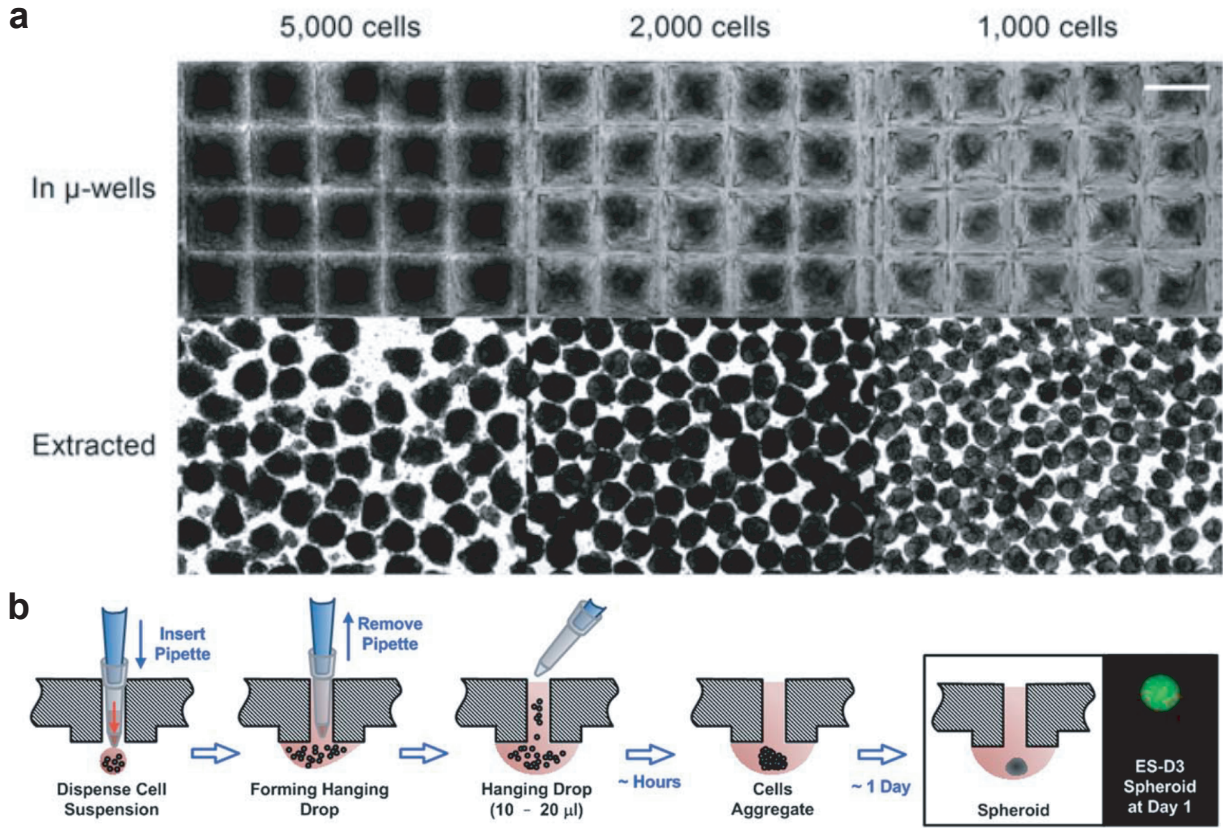 a
5,000 cells
2,000 cells
1,000 cells
In μ-wells
Extracted
b
Insert
Pipette
Remove
Pipette
Dispense Cell
Suspension
Forming Hanging
Drop
Hanging Drop
(10 - 20 μl)
~ Hours
Cells
Aggregate
~ 1 Day
Spheroid
ES-D3
Spheroid
at Day 1